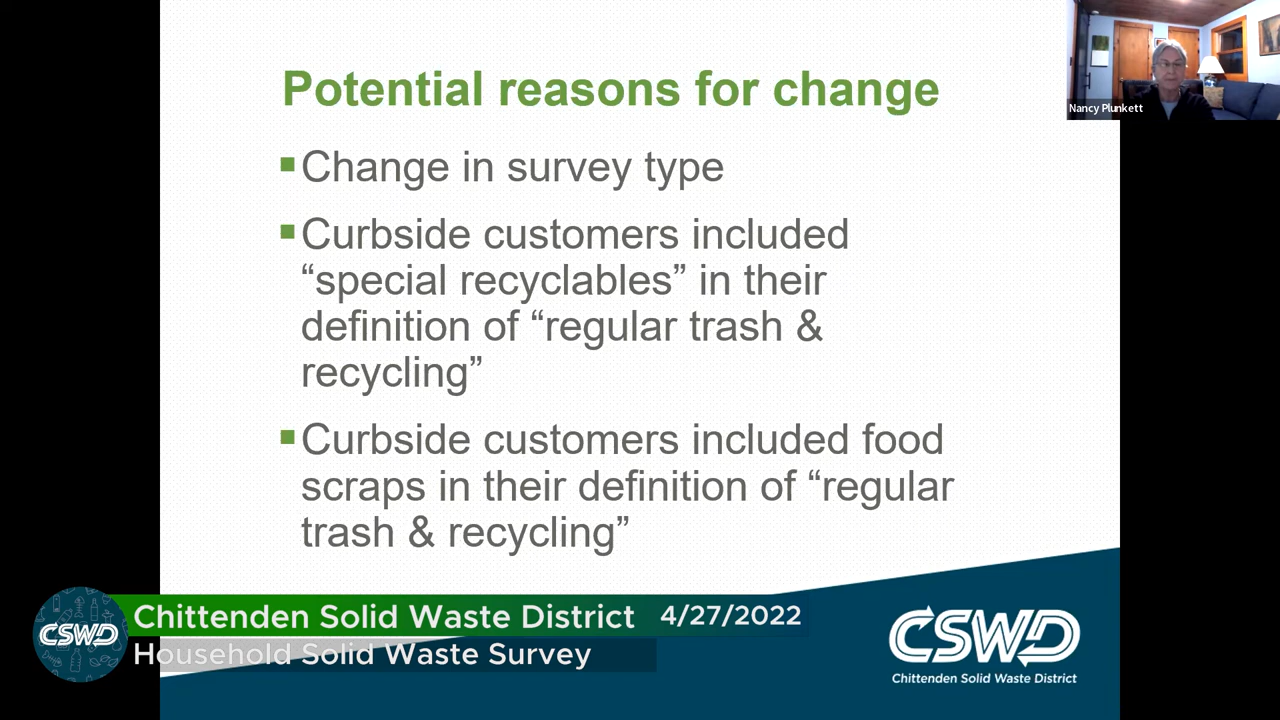 Potential reasons for change
Nancy Plunkett
▪Change in survey type
▪Curbside customers included
“special recyclables” in their
definition of “regular trash &
recycling”
▪Curbside customers included food
scraps in their definition of “regular
trash & recycling”
CSWD
Chittenden Solid Waste District 4/27/2022
Household Solid Waste Survey
CSWD
Chittenden Solid Waste District